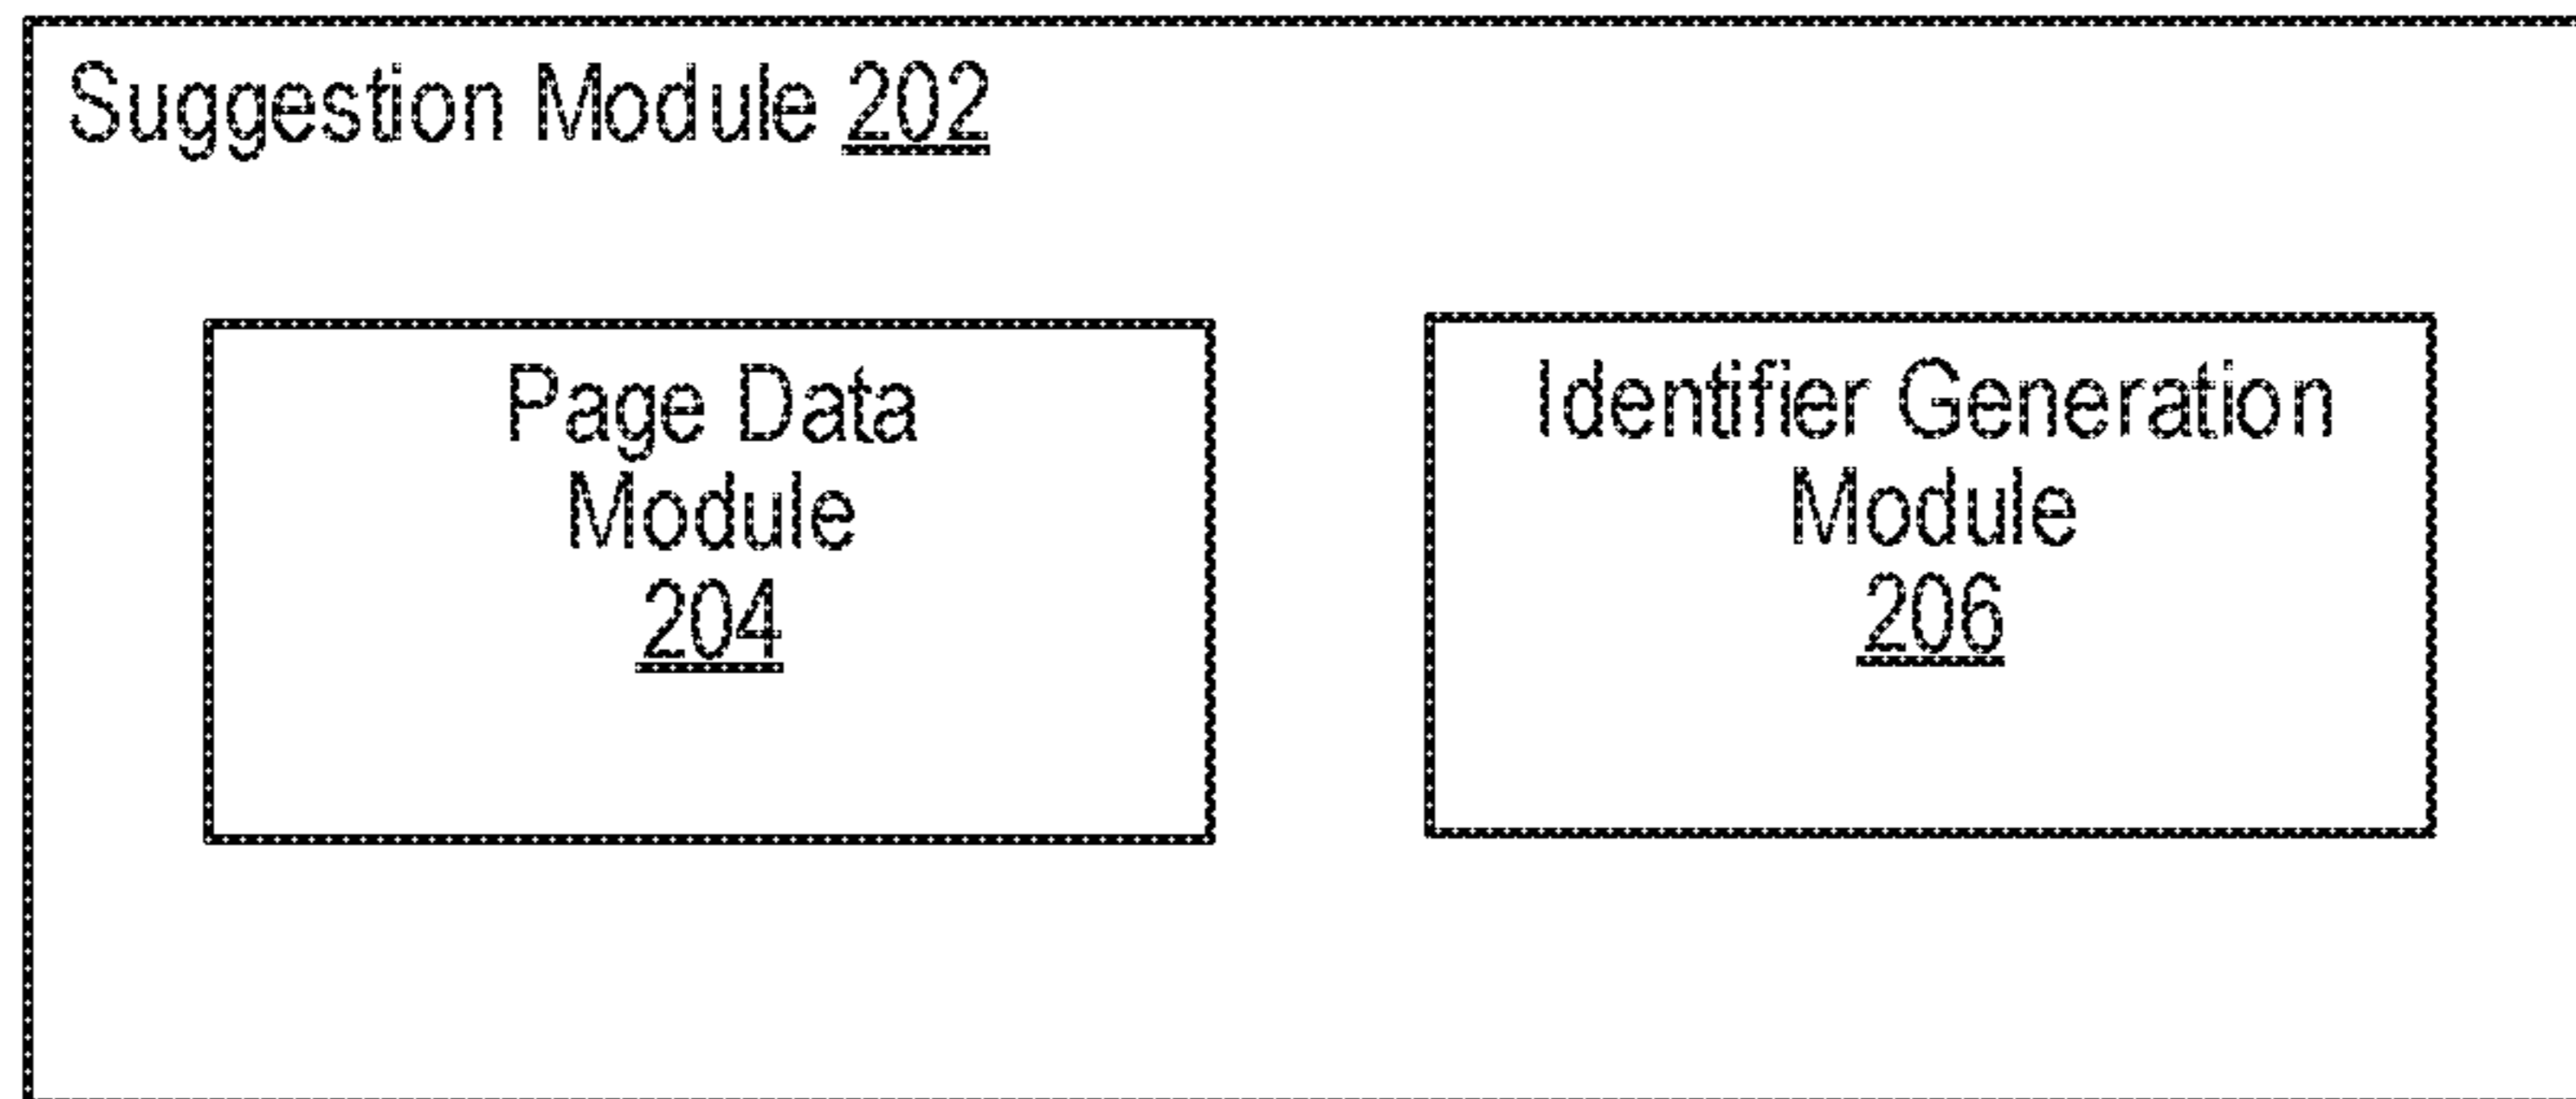 Suggestion Module 202
Page Data
Module
204
Identifier Generation
Module
206